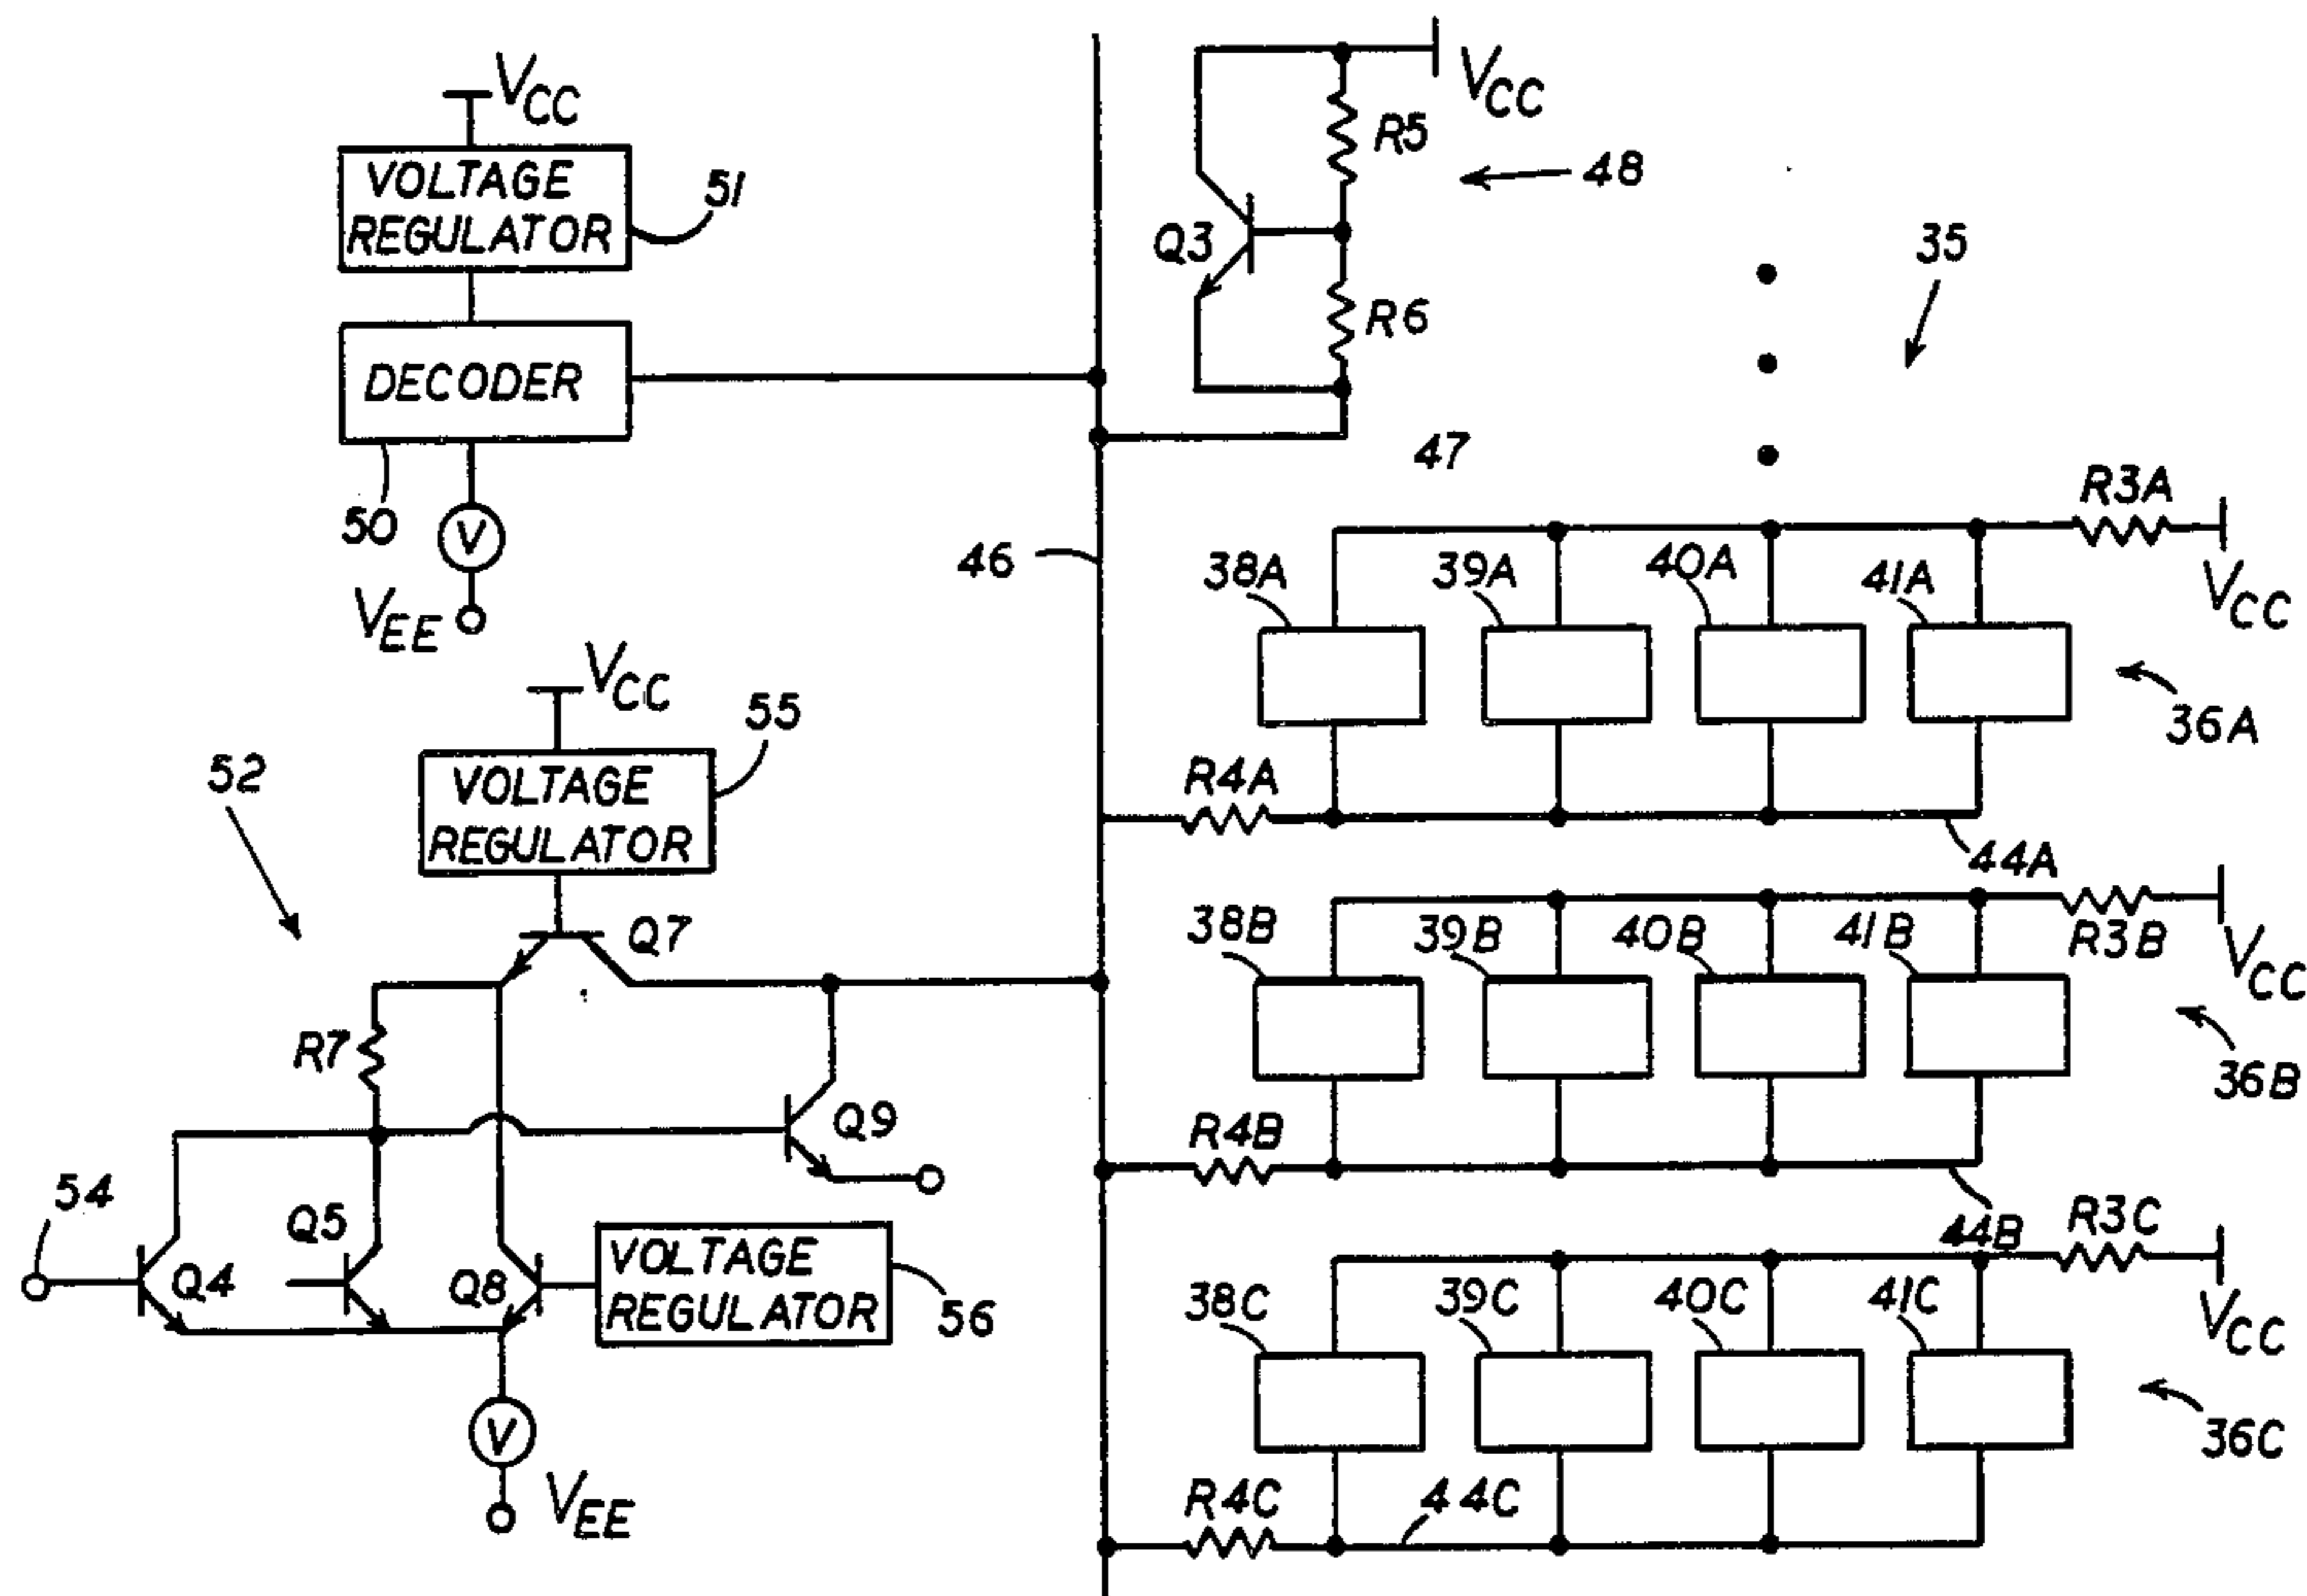 VCC
VOLTAGE
REGULATOR
51
DECODER
50
V
VEE
VCC
R5
48
Q3
R6
35
47
46
R3A
VCC
38A
39A
40A
41A
36A
R4A
44A
VCC
55
52
VOLTAGE
REGULATOR
Q7
R7
Q9
54
Q4
Q5
Q8
VOLTAGE
REGULATOR
56
V
VEE
38B
39B
40B
41B
R3B
VCC
36B
R4B
44B
R3C
VCC
38C
39C
40C
41C
36C
R4C
44C